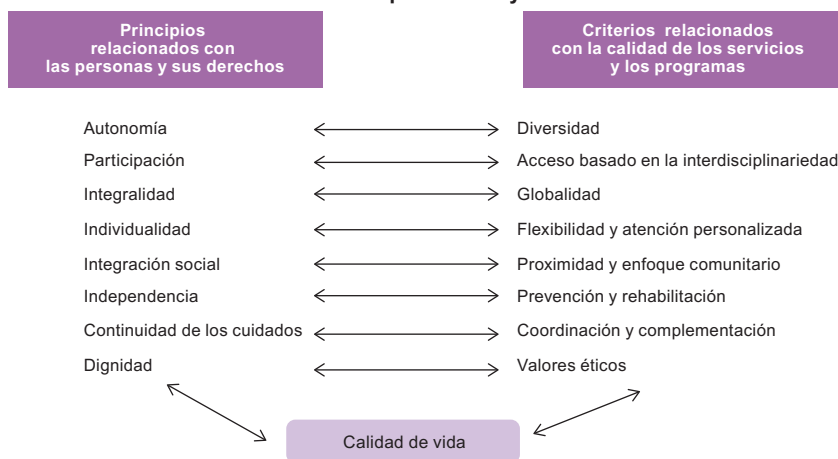 Principios
relacionados con
las personas y sus derechos
Criterios relacionados
con la calidad de los servicios
y los programas
Autonomía
Diversidad
Participación
Acceso basado en la interdisciplinariedad
Integralidad
Globalidad
Individualidad
Flexibilidad y atención personalizada
Integración social
Proximidad y enfoque comunitario
Independencia
Prevención y rehabilitación
Continuidad de los cuidados
Coordinación y complementación
Dignidad
Valores éticos
Calidad de vida